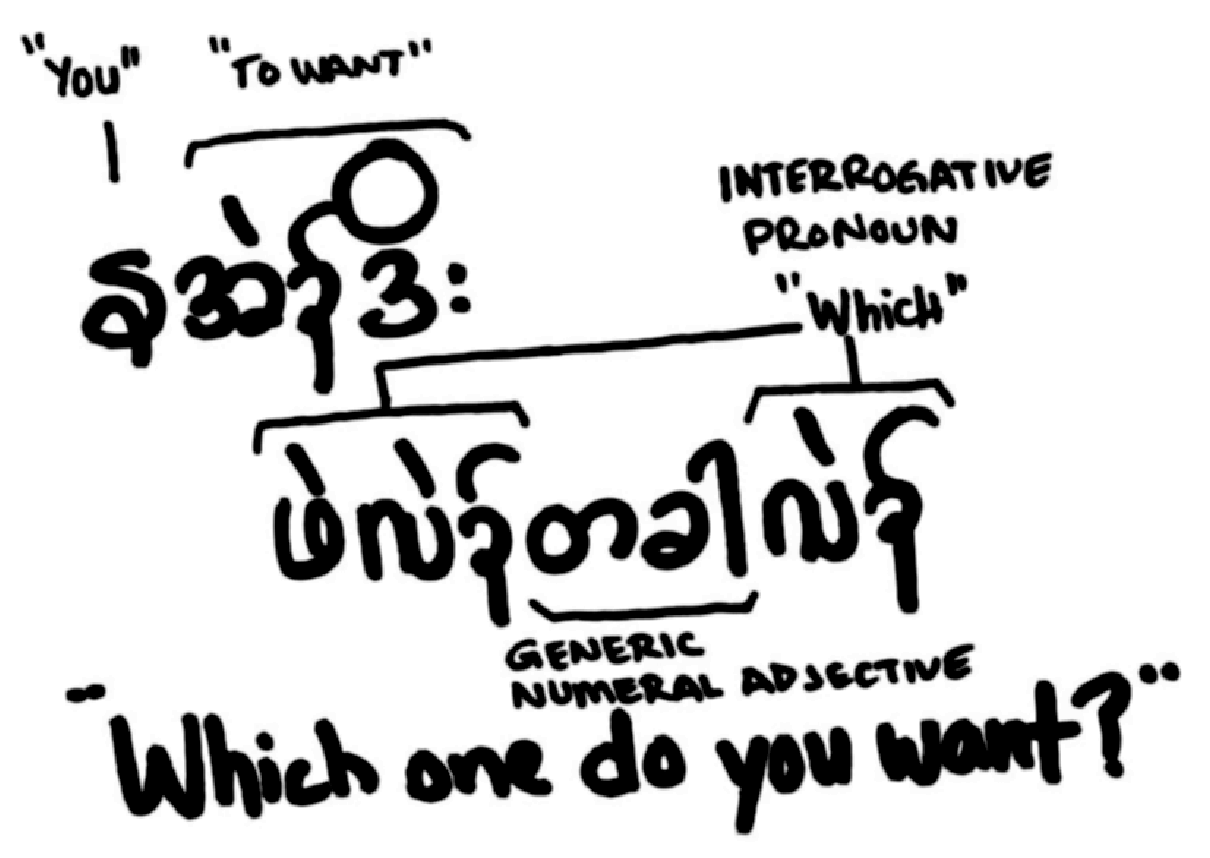 "You" "TO WANT"
INTERROGATIVE
PRONOUN
"Which"
နအဲၣ်ဒိး
ဖဲလဲၣ်တခါလဲၣ်
GENERIC
NUMERAL ADJECTIVE
"Which one do you want?"